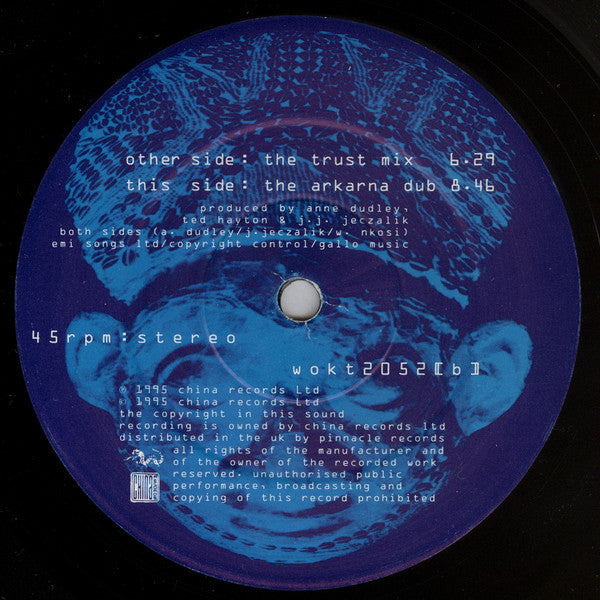 other side: the trust mix 6.29
this side: the arkarna dub 8.46
produced by anne dudley,
ted hayton & j.j. jeczalik
both sides (a. dudley/j.jeczalik/w. nkosi)
emi songs ltd/copyright control/gallo music
45rpm:stereo
wokt2052[b]
℗ 1995 china records Ltd
© 1995 china records Ltd
the copyright in this sound
recording is owned by china records ltd
distributed in the uk by pinnacle records
all rights of the manufacturer and
of the owner of the recorded work
reserved. unauthorised public
performance, broadcasting and
copying of this record prohibited
CHINA